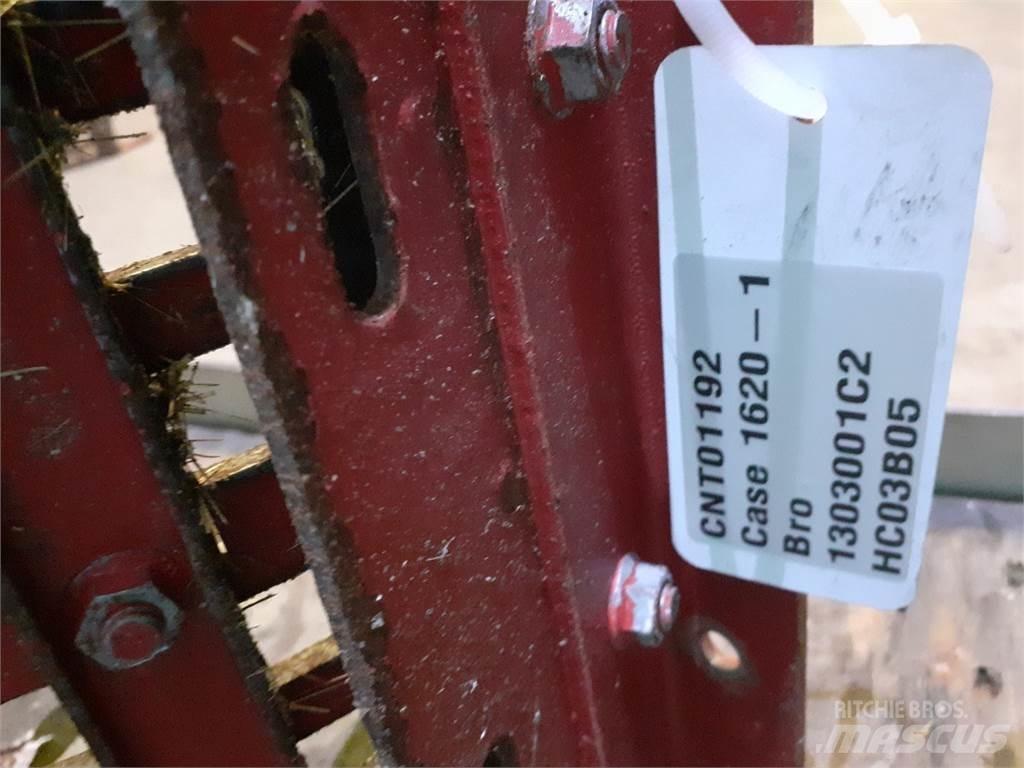 CNT01192
Case 1620 – 1
Bro
1303001C2
HC03B05
RITCHIE BROS.
MASCUS